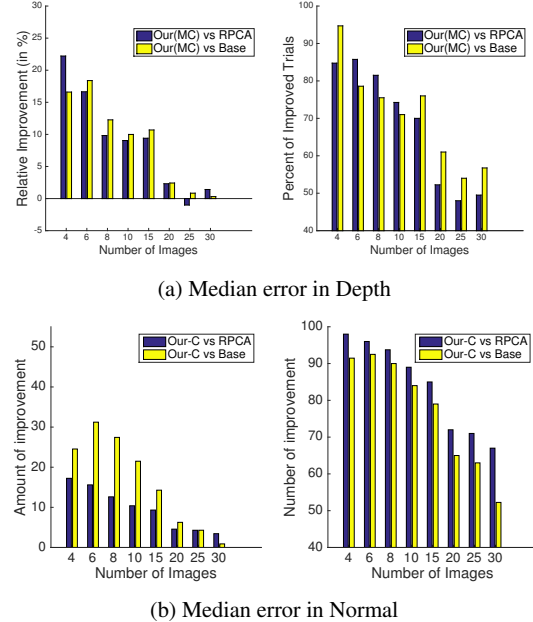 Our(MC) vs RPCA
Our(MC) vs Base
Relative Improvement (in %)
30
25
20
15
10
5
0
-5
4 6 8 10 15 20 25 30
Number of Images
Our(MC) vs RPCA
Our(MC) vs Base
Percent of Improved Trials
100
90
80
70
60
50
40
4 6 8 10 15 20 25 30
Number of Images
(a) Median error in Depth
Our-C vs RPCA
Our-C vs Base
Amount of improvement
50
40
30
20
10
0
4 6 8 10 15 20 25 30
Number of Images
Our-C vs RPCA
Our-C vs Base
Number of improvement
100
90
80
70
60
50
40
4 6 8 10 15 20 25 30
Number of Images
(b) Median error in Normal